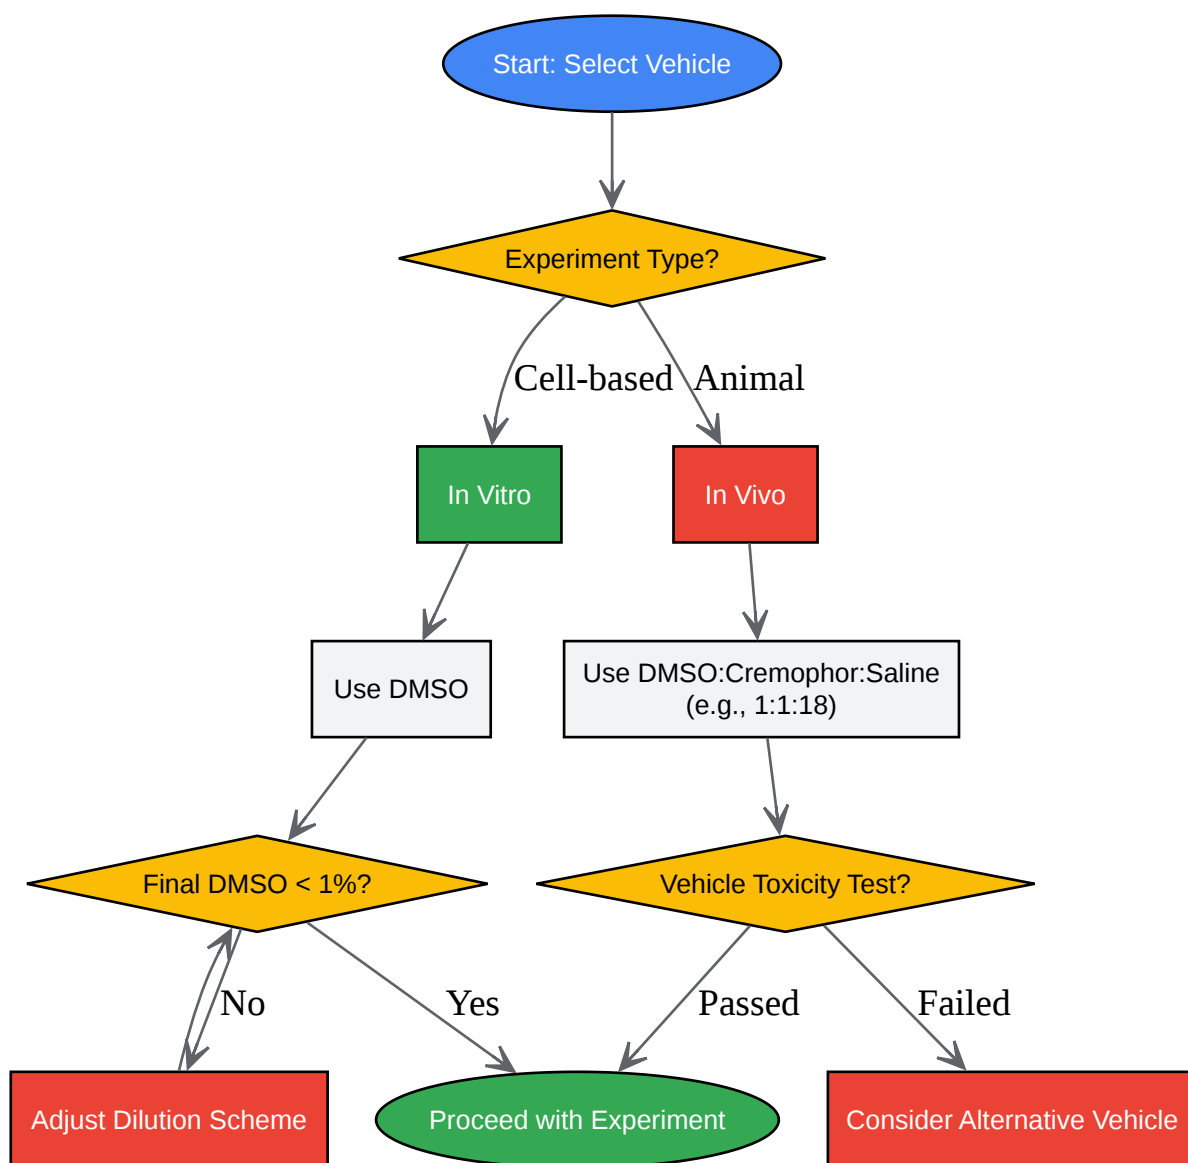 Start: Select Vehicle
Experiment Type?
Cell-based
Animal
In Vitro
In Vivo
Use DMSO
Use DMSO:Cremophor:Saline
(e.g., 1:1:18)
Final DMSO < 1%?
Vehicle Toxicity Test?
No
Yes
Passed
Failed
Adjust Dilution Scheme
Proceed with Experiment
Consider Alternative Vehicle